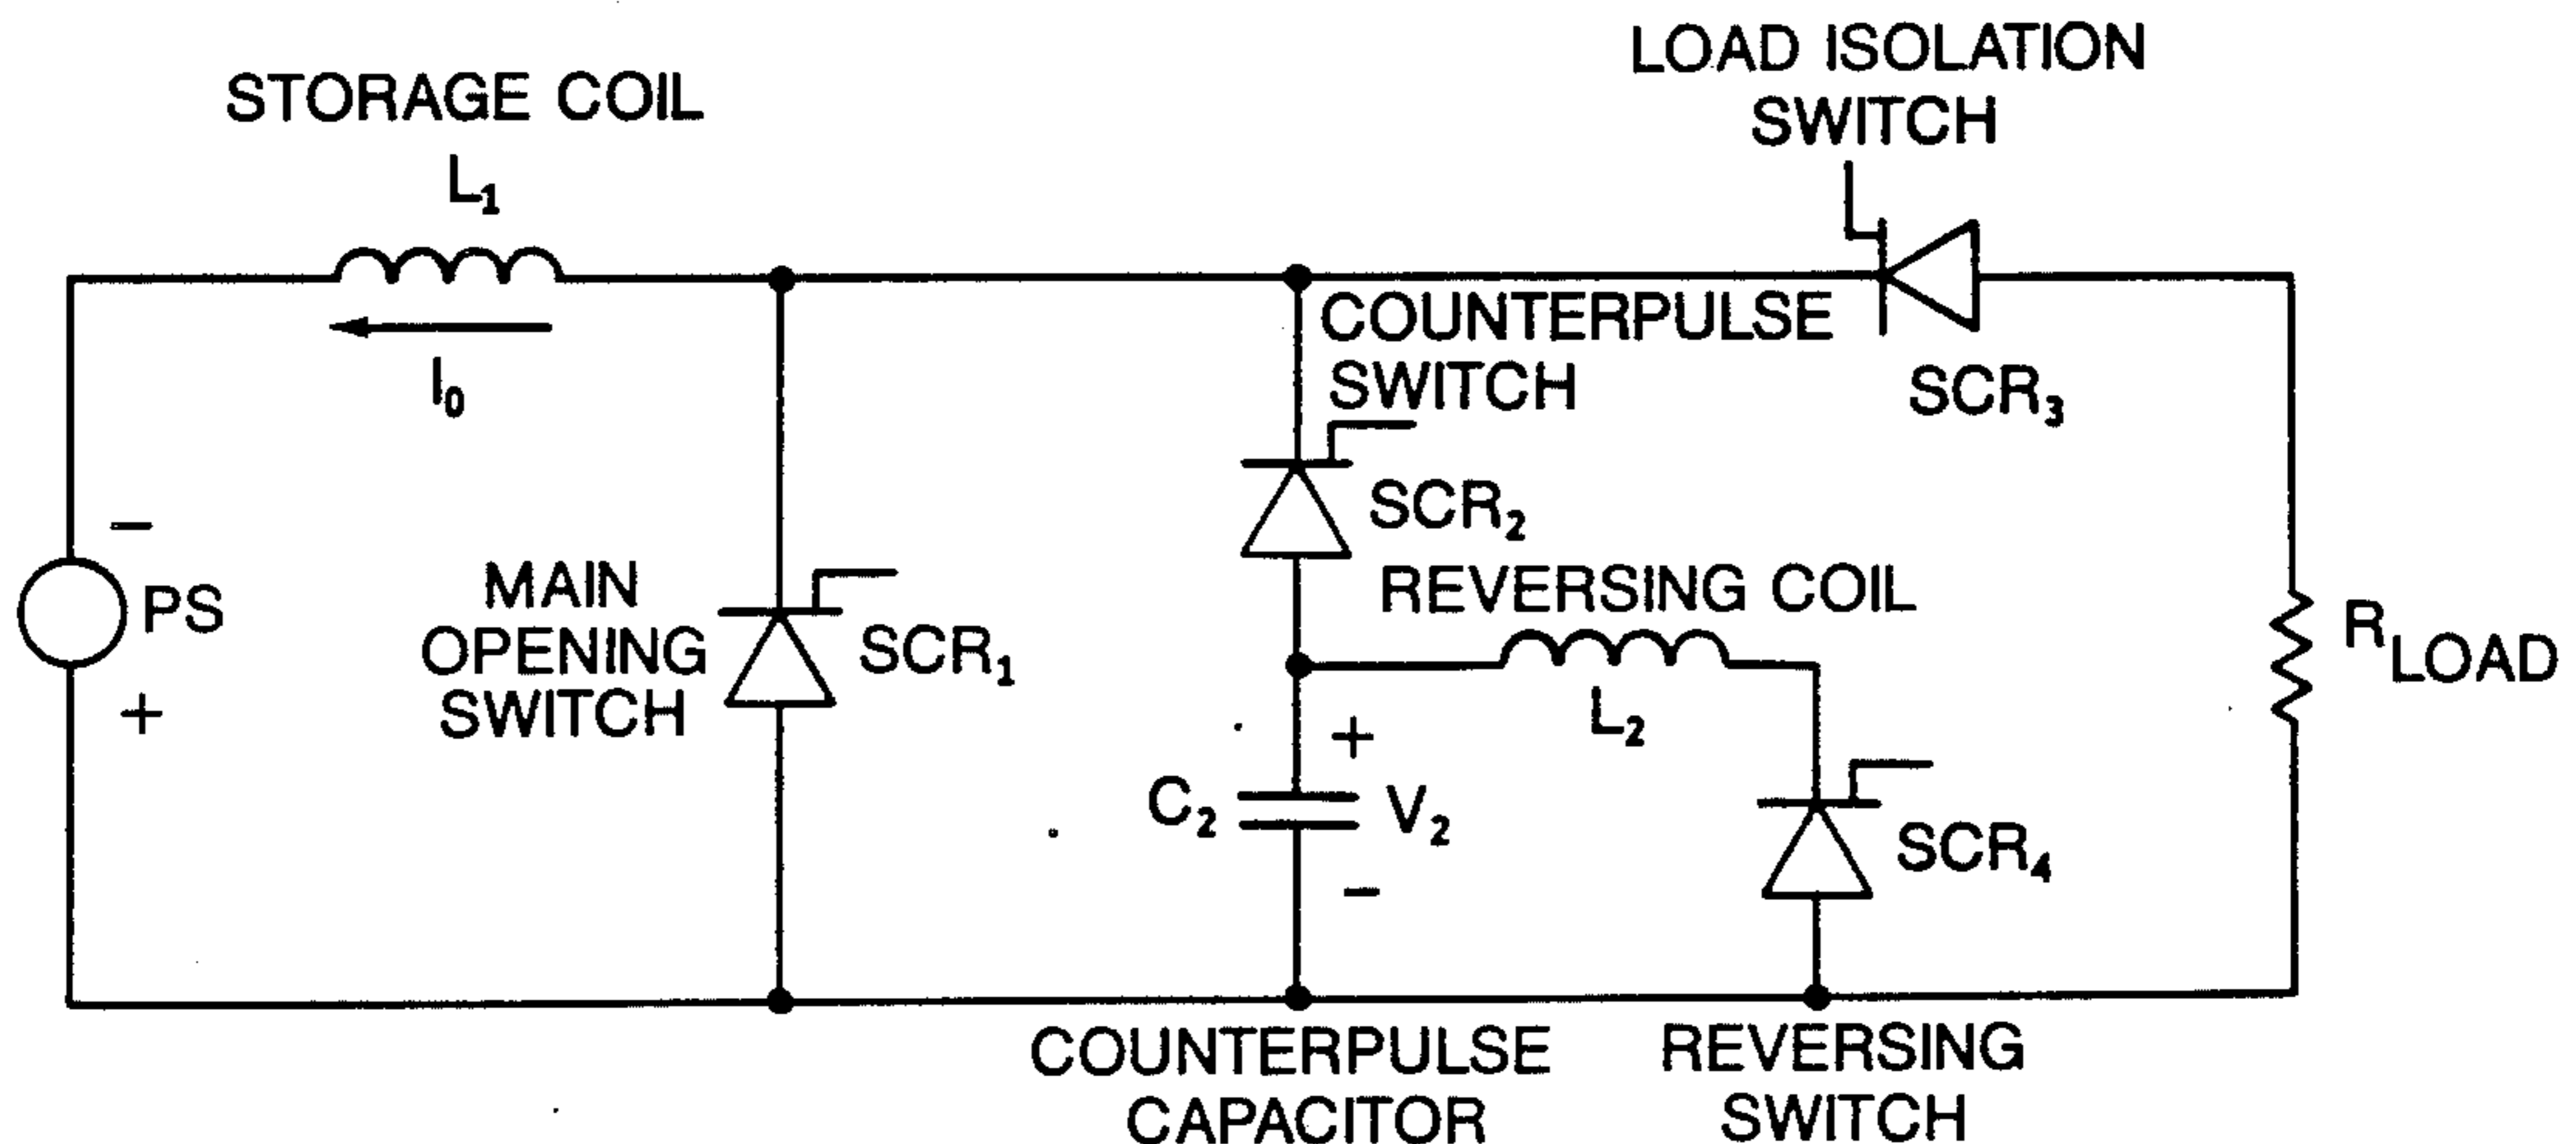 LOAD ISOLATION
SWITCH
STORAGE COIL
L₁
I₀
COUNTERPULSE
SWITCH
SCR₃
SCR₂
−
PS
+
MAIN
OPENING
SWITCH
SCR₁
REVERSING COIL
L₂
R LOAD
+
C₂
V₂
−
SCR₄
COUNTERPULSE
CAPACITOR
REVERSING
SWITCH